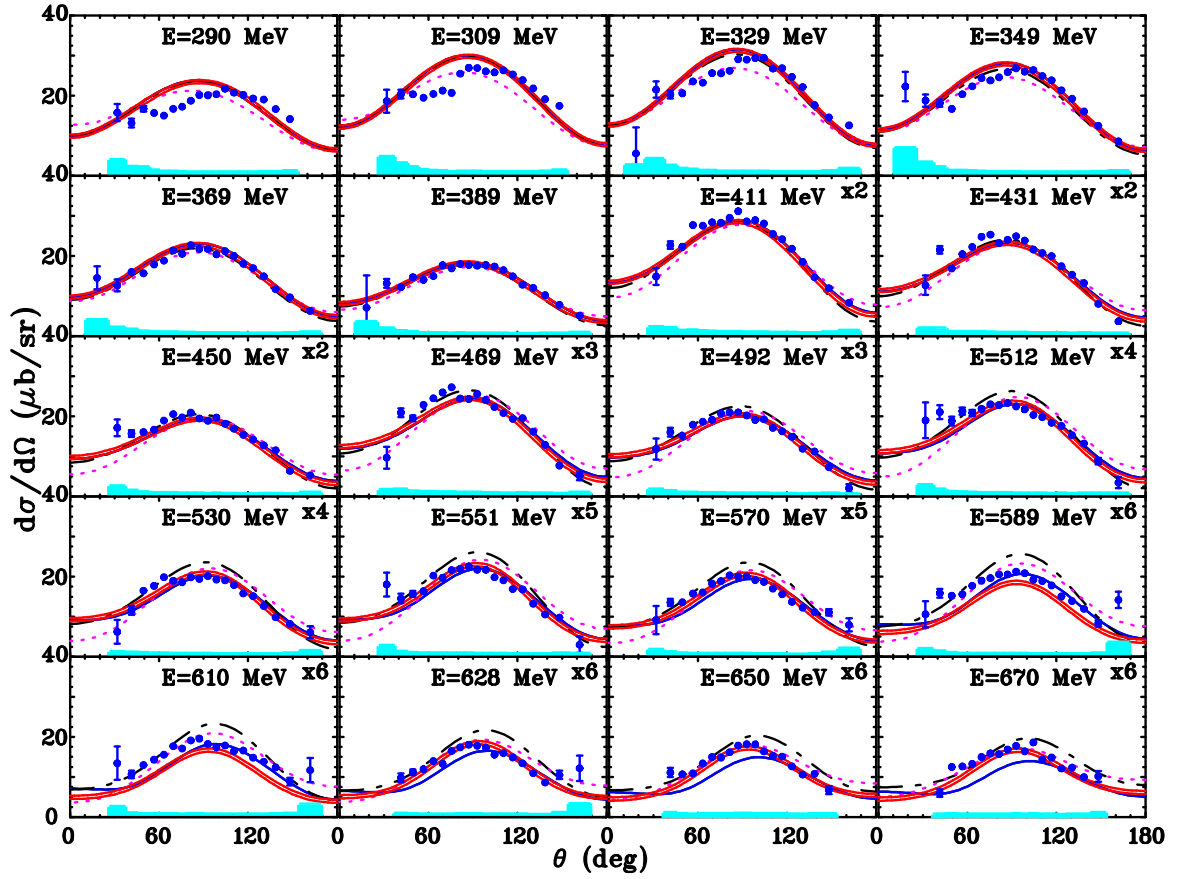 40
E=290 MeV E=309 MeV E=329 MeV E=349 MeV
20
40
E=369 MeV E=389 MeV E=411 MeV x2 E=431 MeV x2
20
40
E=450 MeV x2 E=469 MeV x3 E=492 MeV x3 E=512 MeV x4
20
dσ/dΩ (μb/sr)
40
E=530 MeV x4 E=551 MeV x5 E=570 MeV x5 E=589 MeV x6
20
40
E=610 MeV x6 E=628 MeV x6 E=650 MeV x6 E=670 MeV x6
20
0
0 60 120 0 60 120 0 60 120 0 60 120 180
θ (deg)